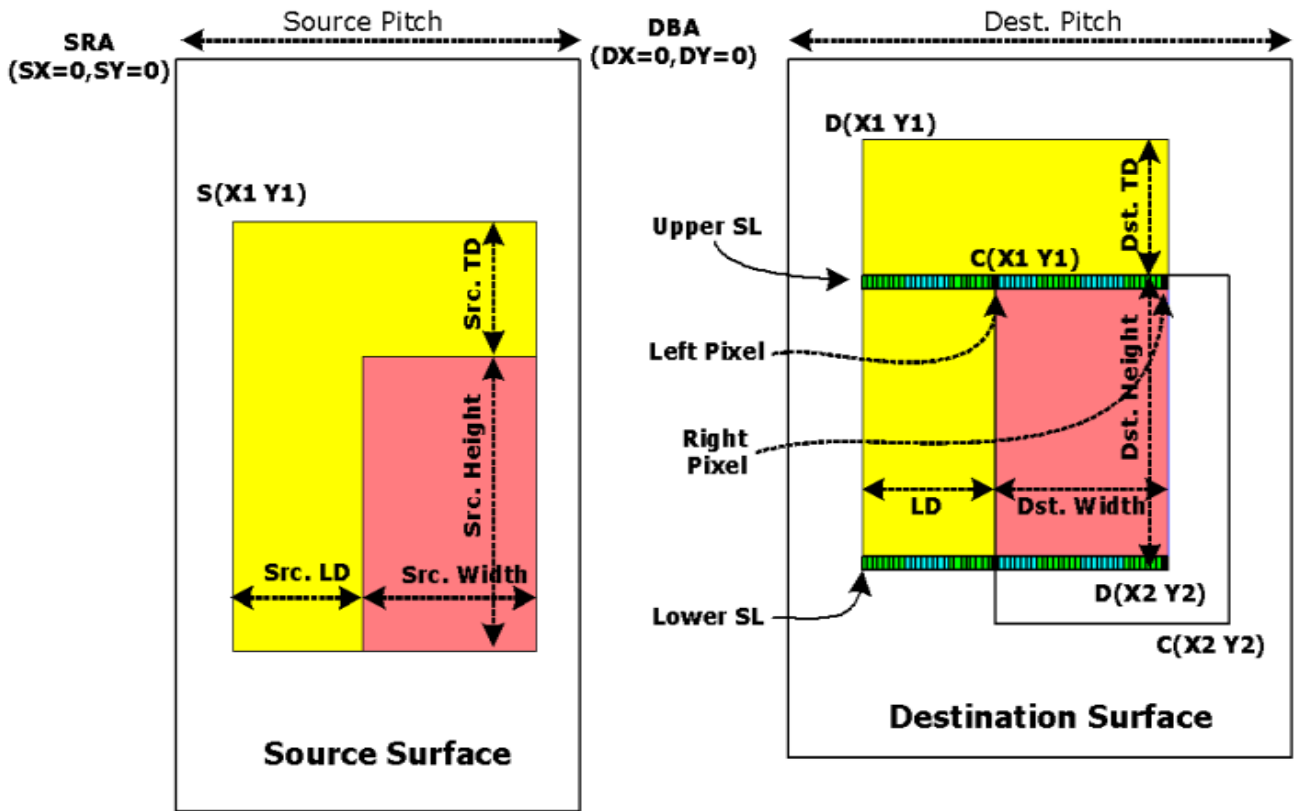 Source Pitch
SRA
(SX=0,SY=0)
S(X1 Y1)
Src. TD
Src. Height
Src. LD
Src. Width
Source Surface
Dest. Pitch
DBA
(DX=0,DY=0)
D(X1 Y1)
Dst. TD
Upper SL
C(X1 Y1)
Left Pixel
Dst. Height
Right
Pixel
LD
Dst. Width
Lower SL
D(X2 Y2)
C(X2 Y2)
Destination Surface